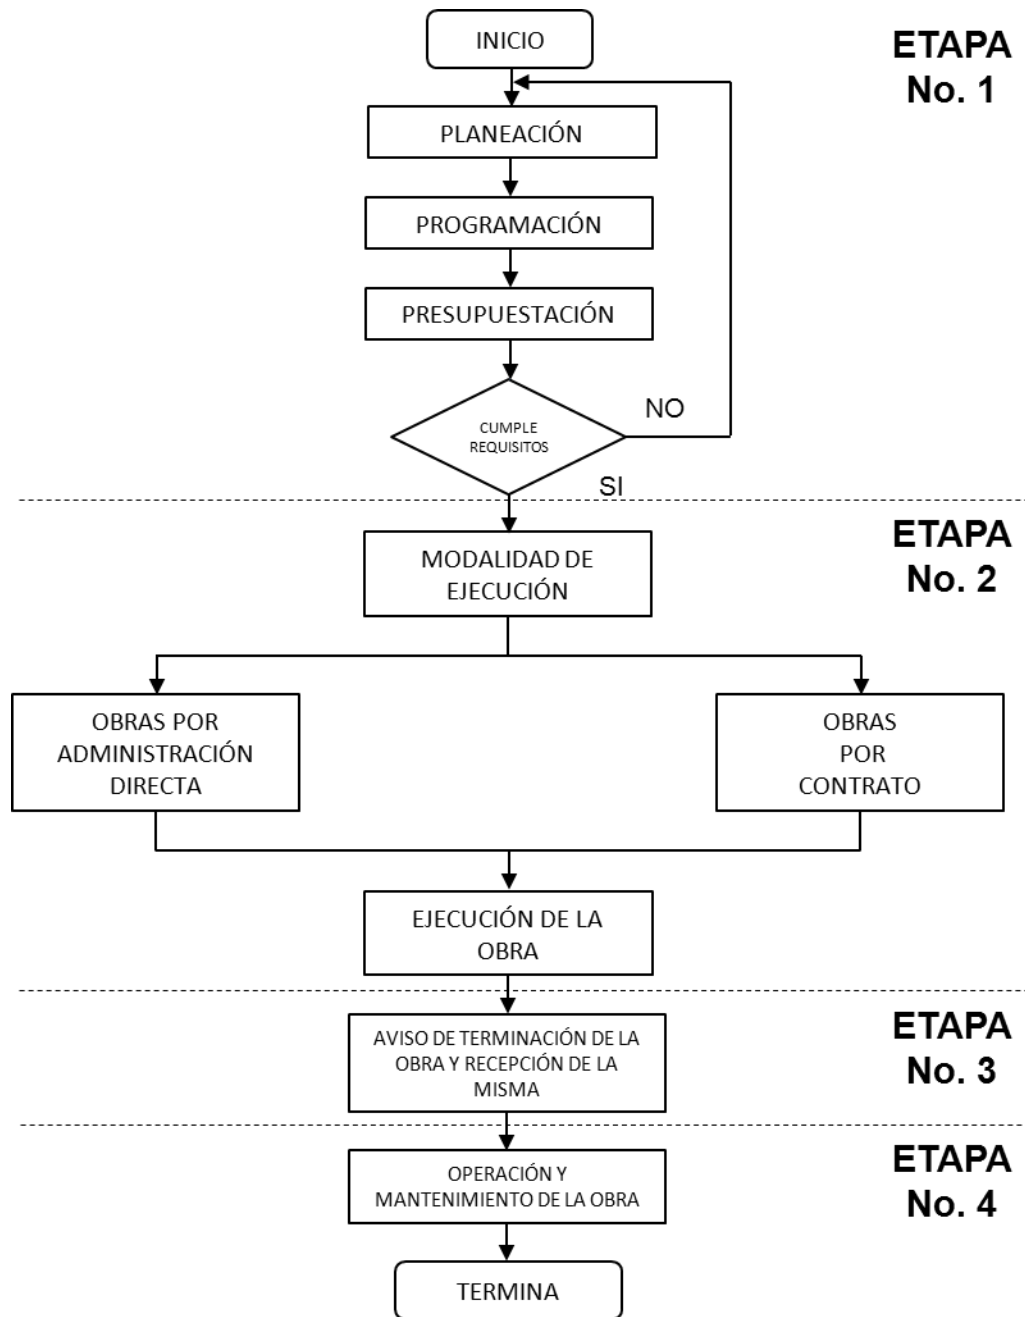 INICIO
ETAPA
No. 1
PLANEACIÓN
PROGRAMACIÓN
PRESUPUESTACIÓN
CUMPLE
REQUISITOS
NO
SI
ETAPA
No. 2
MODALIDAD DE
EJECUCIÓN
OBRAS POR
ADMINISTRACIÓN
DIRECTA
OBRAS
POR
CONTRATO
EJECUCIÓN DE LA
OBRA
ETAPA
No. 3
AVISO DE TERMINACIÓN DE LA
OBRA Y RECEPCIÓN DE LA
MISMA
ETAPA
No. 4
OPERACIÓN Y
MANTENIMIENTO DE LA OBRA
TERMINA